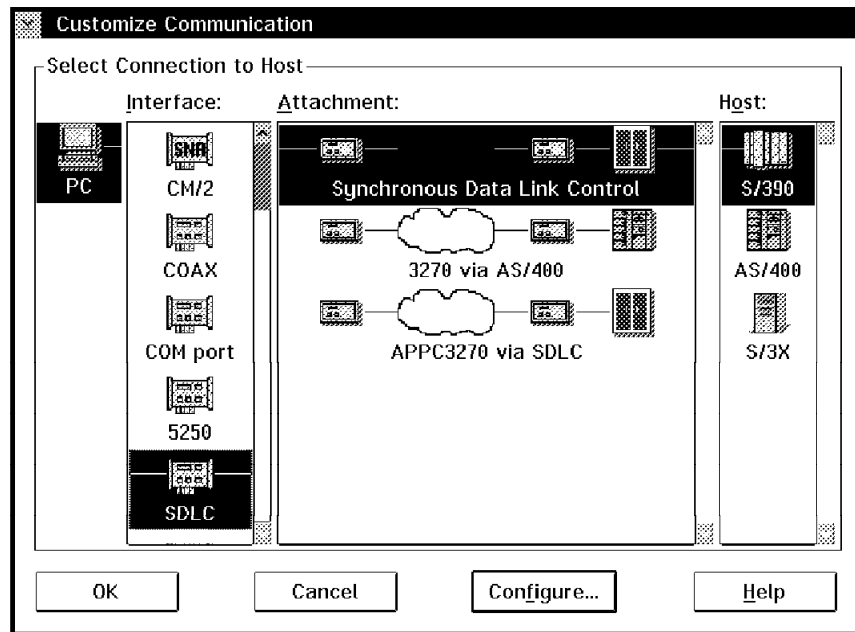 Customize Communication
Select Connection to Host
Interface:
Attachment:
Host:
PC
SNA
CM/2
COAX
COM port
5250
SDLC
Synchronous Data Link Control
3270 via AS/400
APPC3270 via SDLC
S/390
AS/400
S/3X
OK
Cancel
Configure...
Help